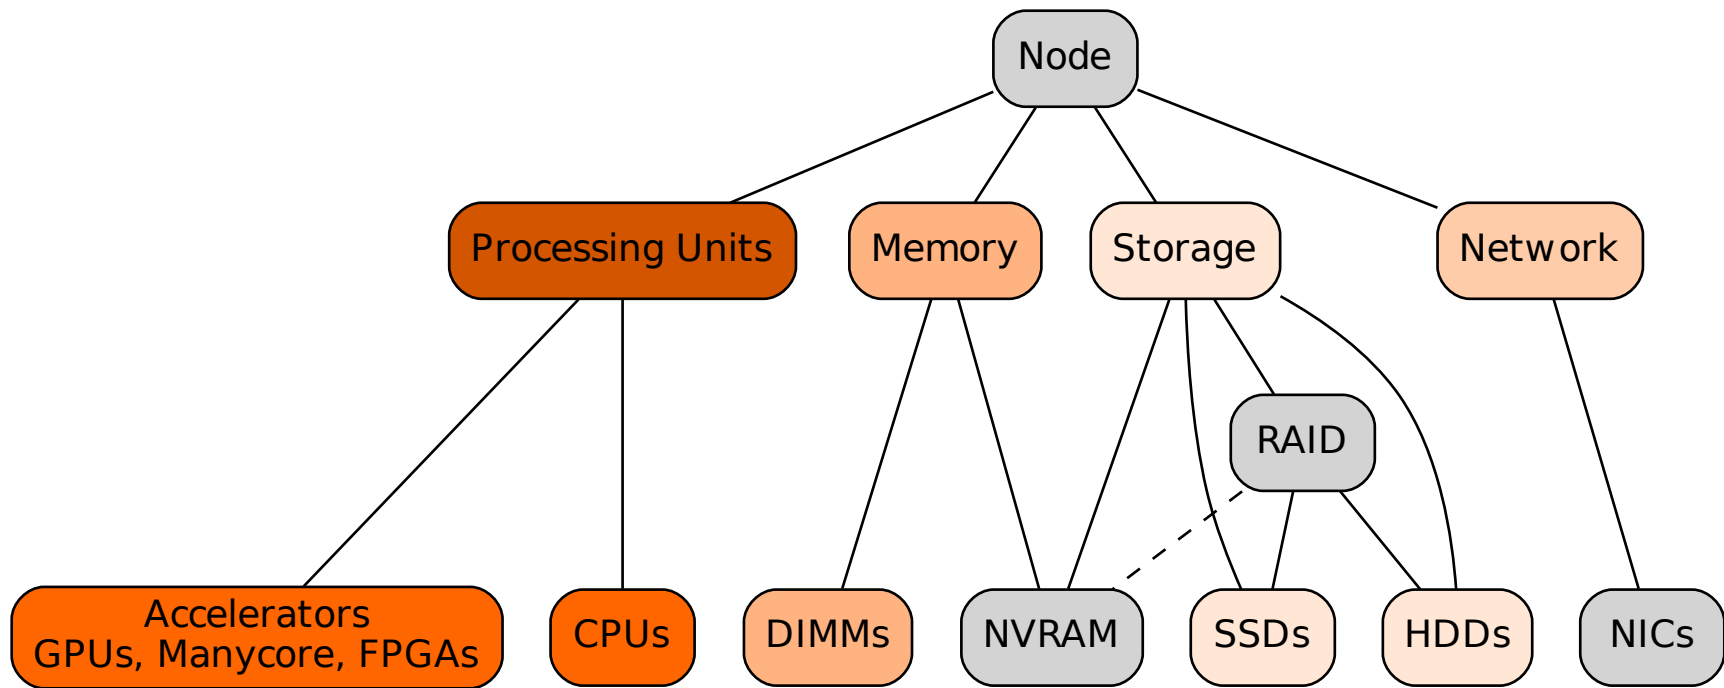 Node
Processing Units
Memory
Storage
Network
RAID
Accelerators
GPUs, Manycore, FPGAs
CPUs
DIMMs
NVRAM
SSDs
HDDs
NICs